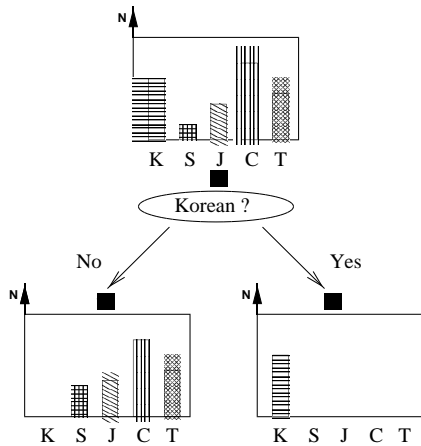 N
K S J C T
Korean ?
No Yes
N N
K S J C T K S J C T